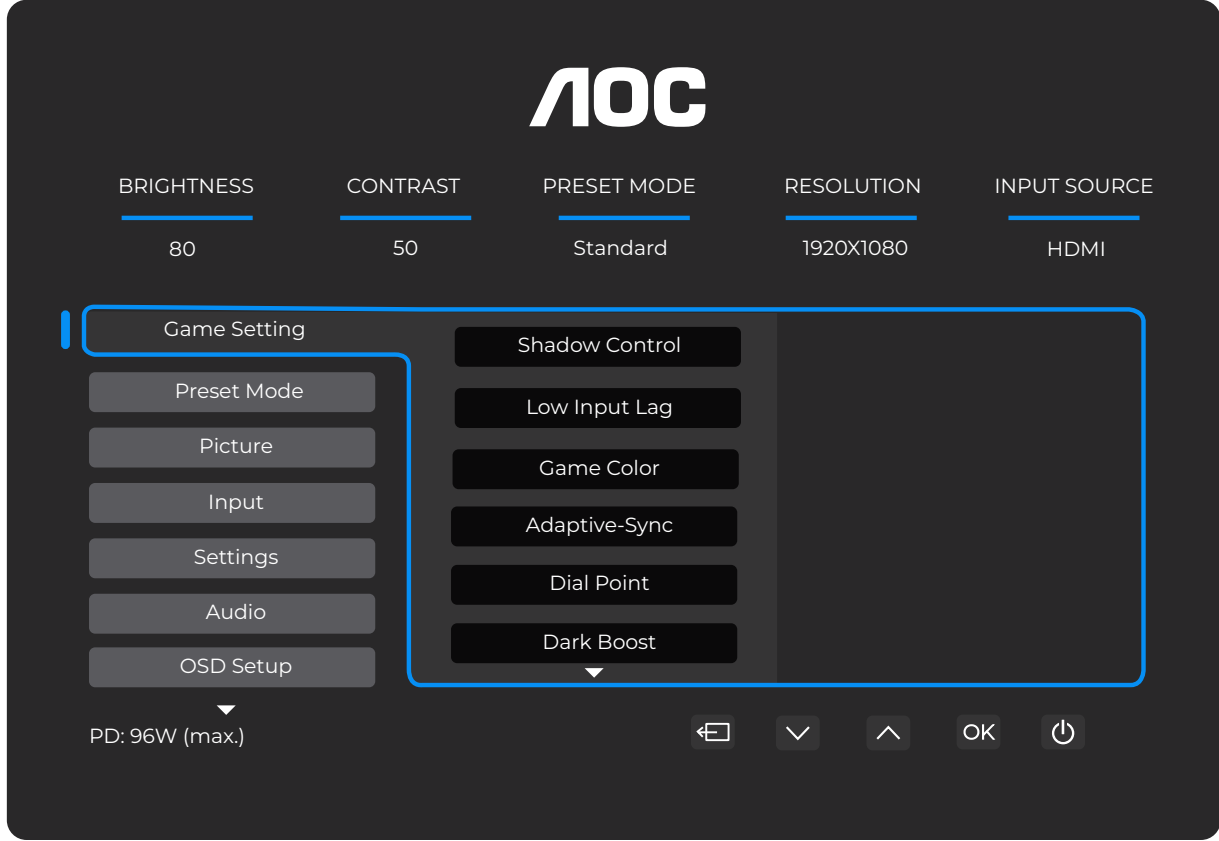 AOC
BRIGHTNESS CONTRAST PRESET MODE RESOLUTION INPUT SOURCE
80 50 Standard 1920X1080 HDMI
Game Setting
Preset Mode
Picture
Input
Settings
Audio
OSD Setup
Shadow Control
Low Input Lag
Game Color
Adaptive-Sync
Dial Point
Dark Boost
PD: 96W (max.)
OK